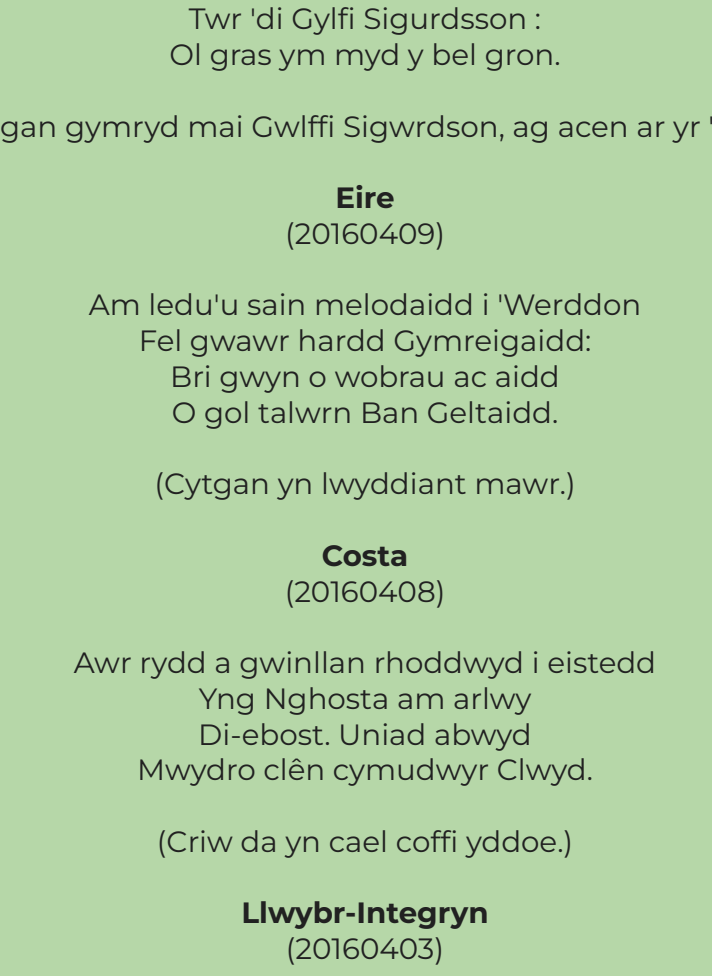 Twr 'di Gylfi Sigurdsson :
Ol gras ym myd y bel gron.
gan gymryd mai Gwlffi Sigwrdson, ag acen ar yr '
Eire
(20160409)
Am ledu'u sain melodaidd i 'Werddon
Fel gwawr hardd Gymreigaidd:
Bri gwyn o wobrau ac aidd
O gol talwrn Ban Geltaidd.
(Cytgan yn lwyddiant mawr.)
Costa
(20160408)
Awr rydd a gwinllan rhoddwyd i eistedd
Yng Nghosta am arlwy
Di-ebost. Uniad abwyd
Mwydro clên cymudwyr Clwyd.
(Criw da yn cael coffi yddoe.)
Llwybr-Integryn
(20160403)